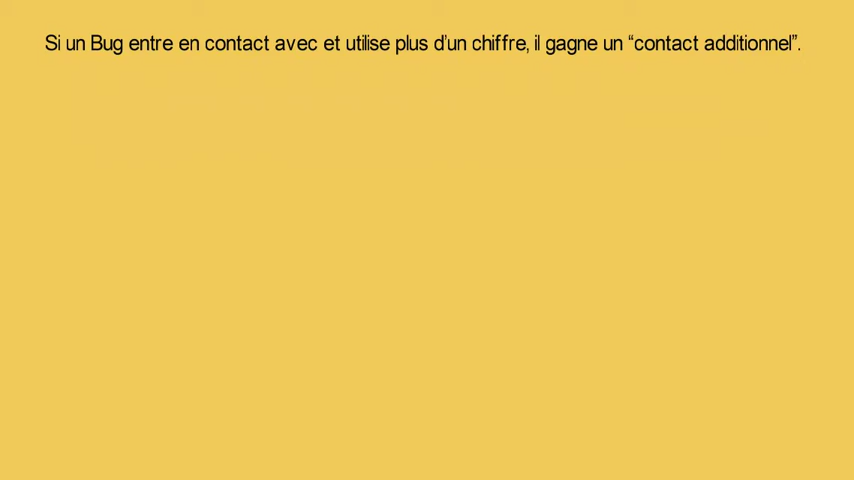 Si un Bug entre en contact avec et utilise plus d'un chiffre, il gagne un “contact additionnel”.